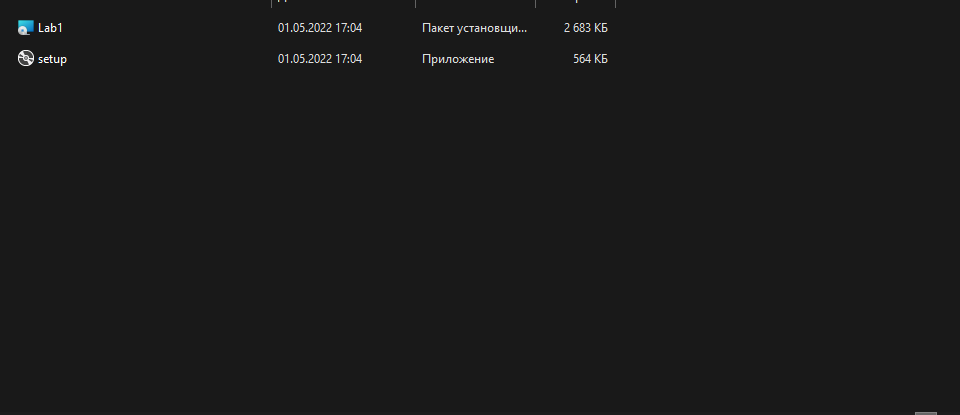 Lab1 01.05.2022 17:04 Пакет установщи... 2 683 КБ
setup 01.05.2022 17:04 Приложение 564 КБ